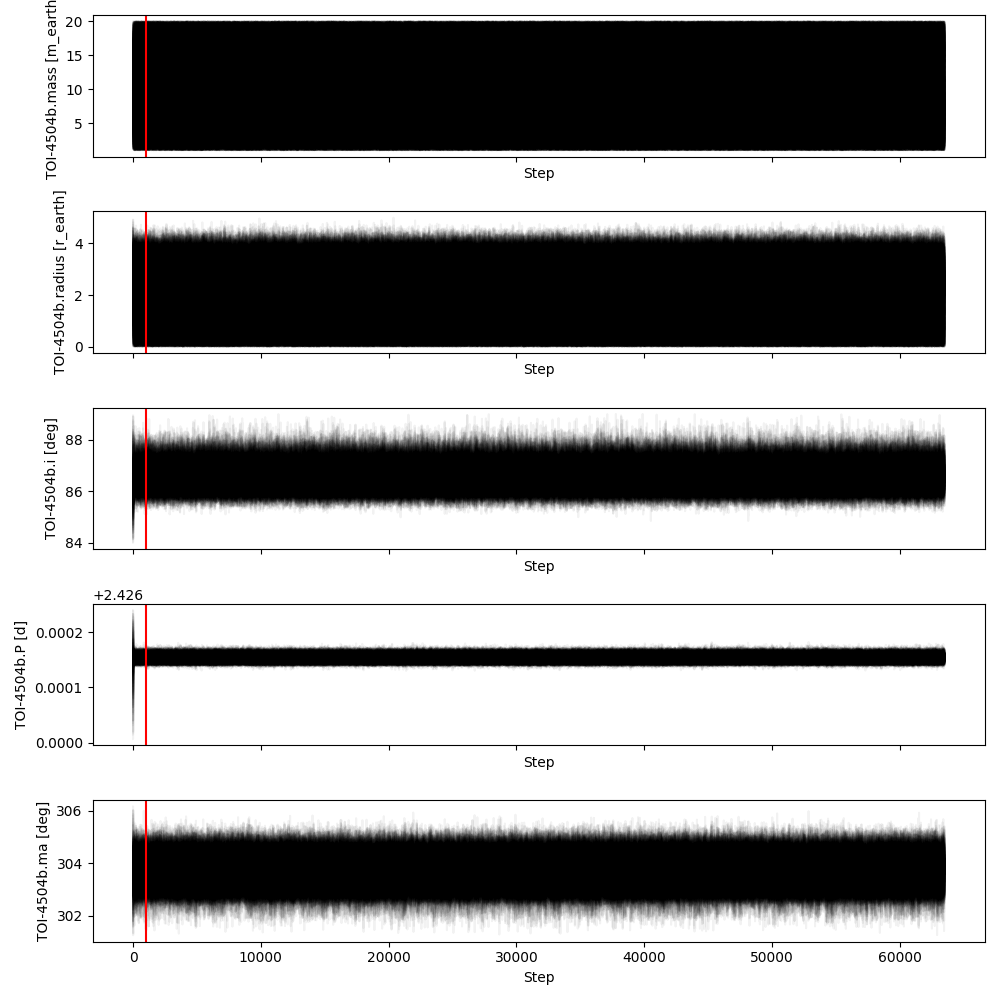 TOI-4504b.mass [m_earth
20
15
10
5
Step
TOI-4504b.radius [r_earth]
4
2
0
Step
TOI-4504b.i [deg]
88
86
84
Step
+2.426
TOI-4504b.P [d]
0.0002
0.0001
0.0000
Step
TOI-4504b.ma [deg]
306
304
302
0 10000 20000 30000 40000 50000 60000
Step